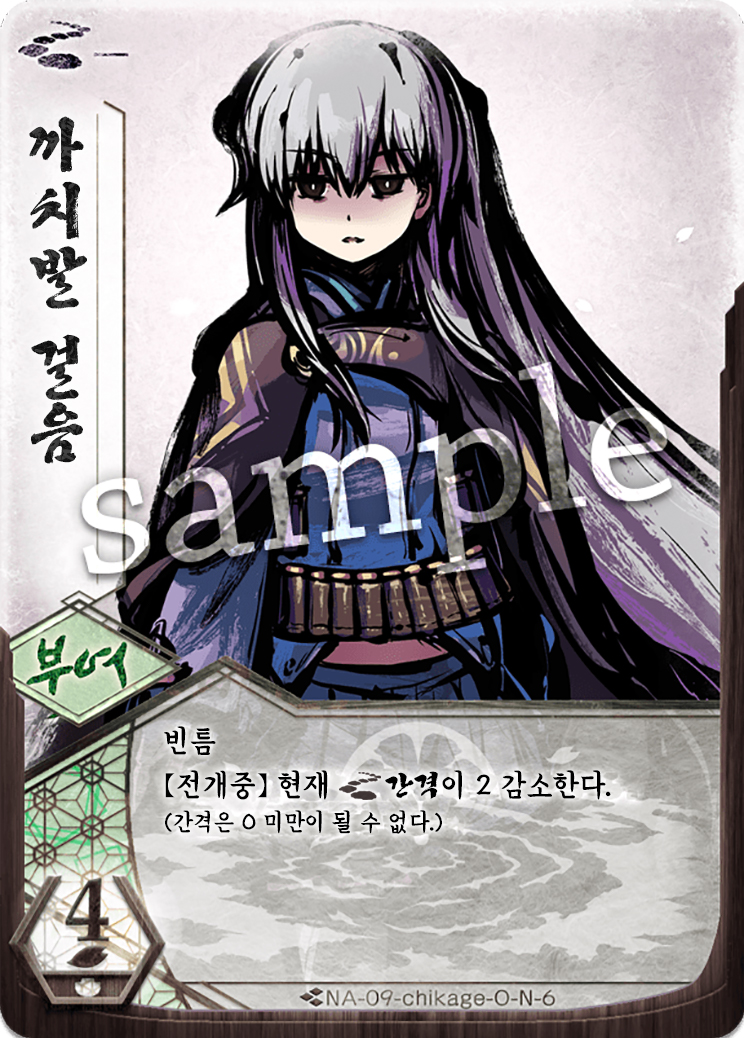 까치발 걸음
sample
부여
빈틈
【전개중】 현재 간격이 2 감소한다.
(간격은 0 미만이 될 수 없다.)
4
NA-09-chikage-O-N-6